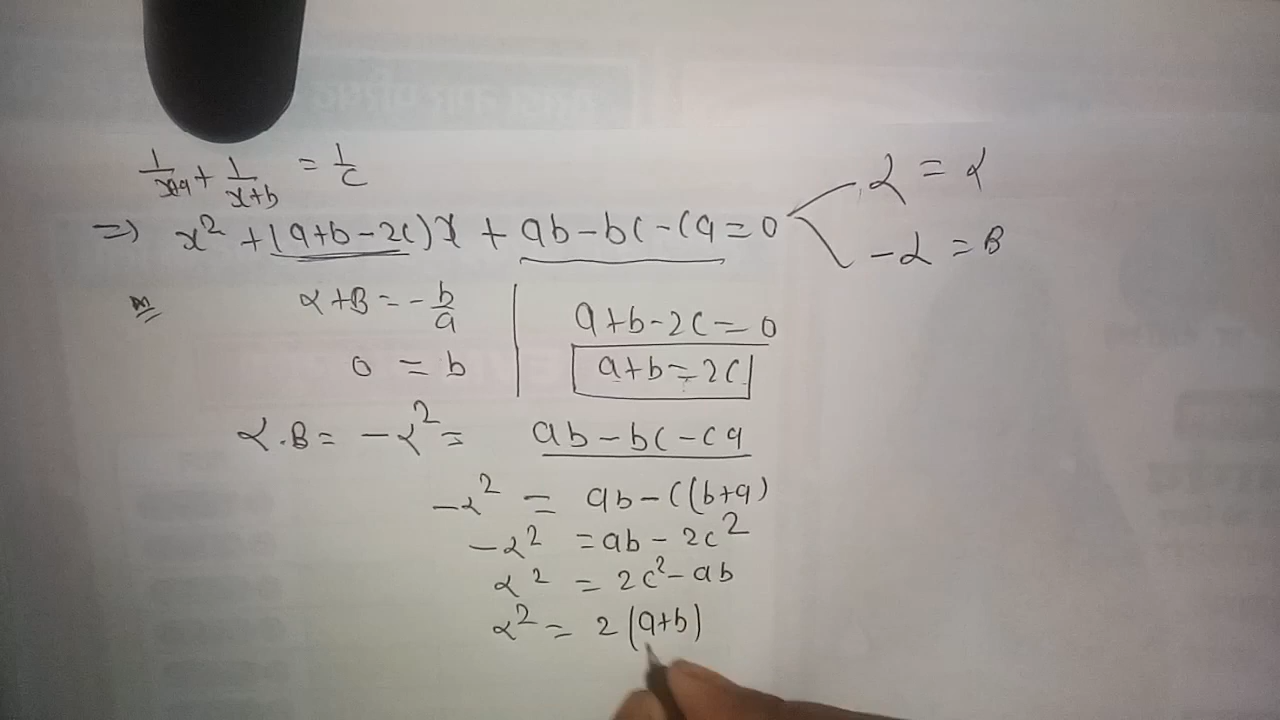 1/x+a + 1/x+b = 1/c
=> x² + (a+b-2c)x + ab-bc-ca=0
α = α
-α = B
α+B = -b/a
0 = b
a+b-2c=0
a+b=2c
α.B = -α² = ab-bc-ca
-α² = ab-c(b+a)
-α² = ab-2c²
α² = 2c²-ab
α² = 2(a+b)